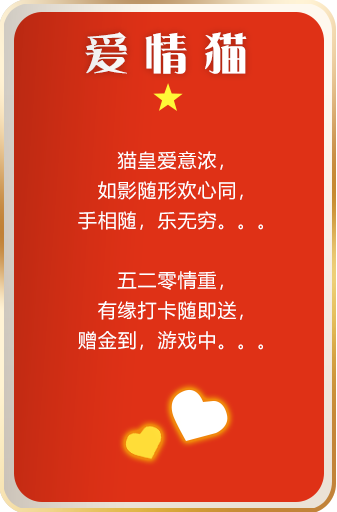 爱情猫
猫皇爱意浓，
如影随形欢心同，
手相随，乐无穷。。。
五二零情重，
有缘打卡随即送，
赠金到，游戏中。。。